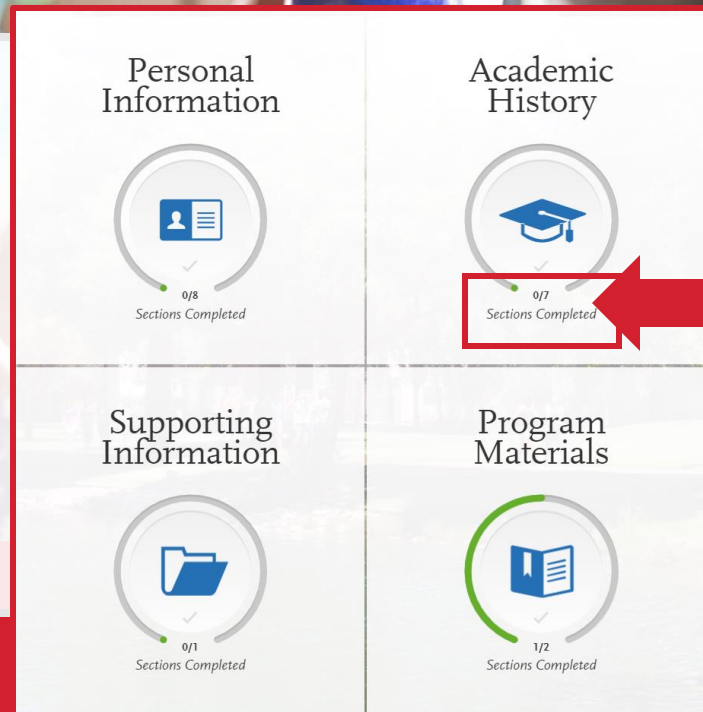 Personal
Information
0/8
Sections Completed
Academic
History
0/7
Sections Completed
Supporting
Information
0/1
Sections Completed
Program
Materials
1/2
Sections Completed